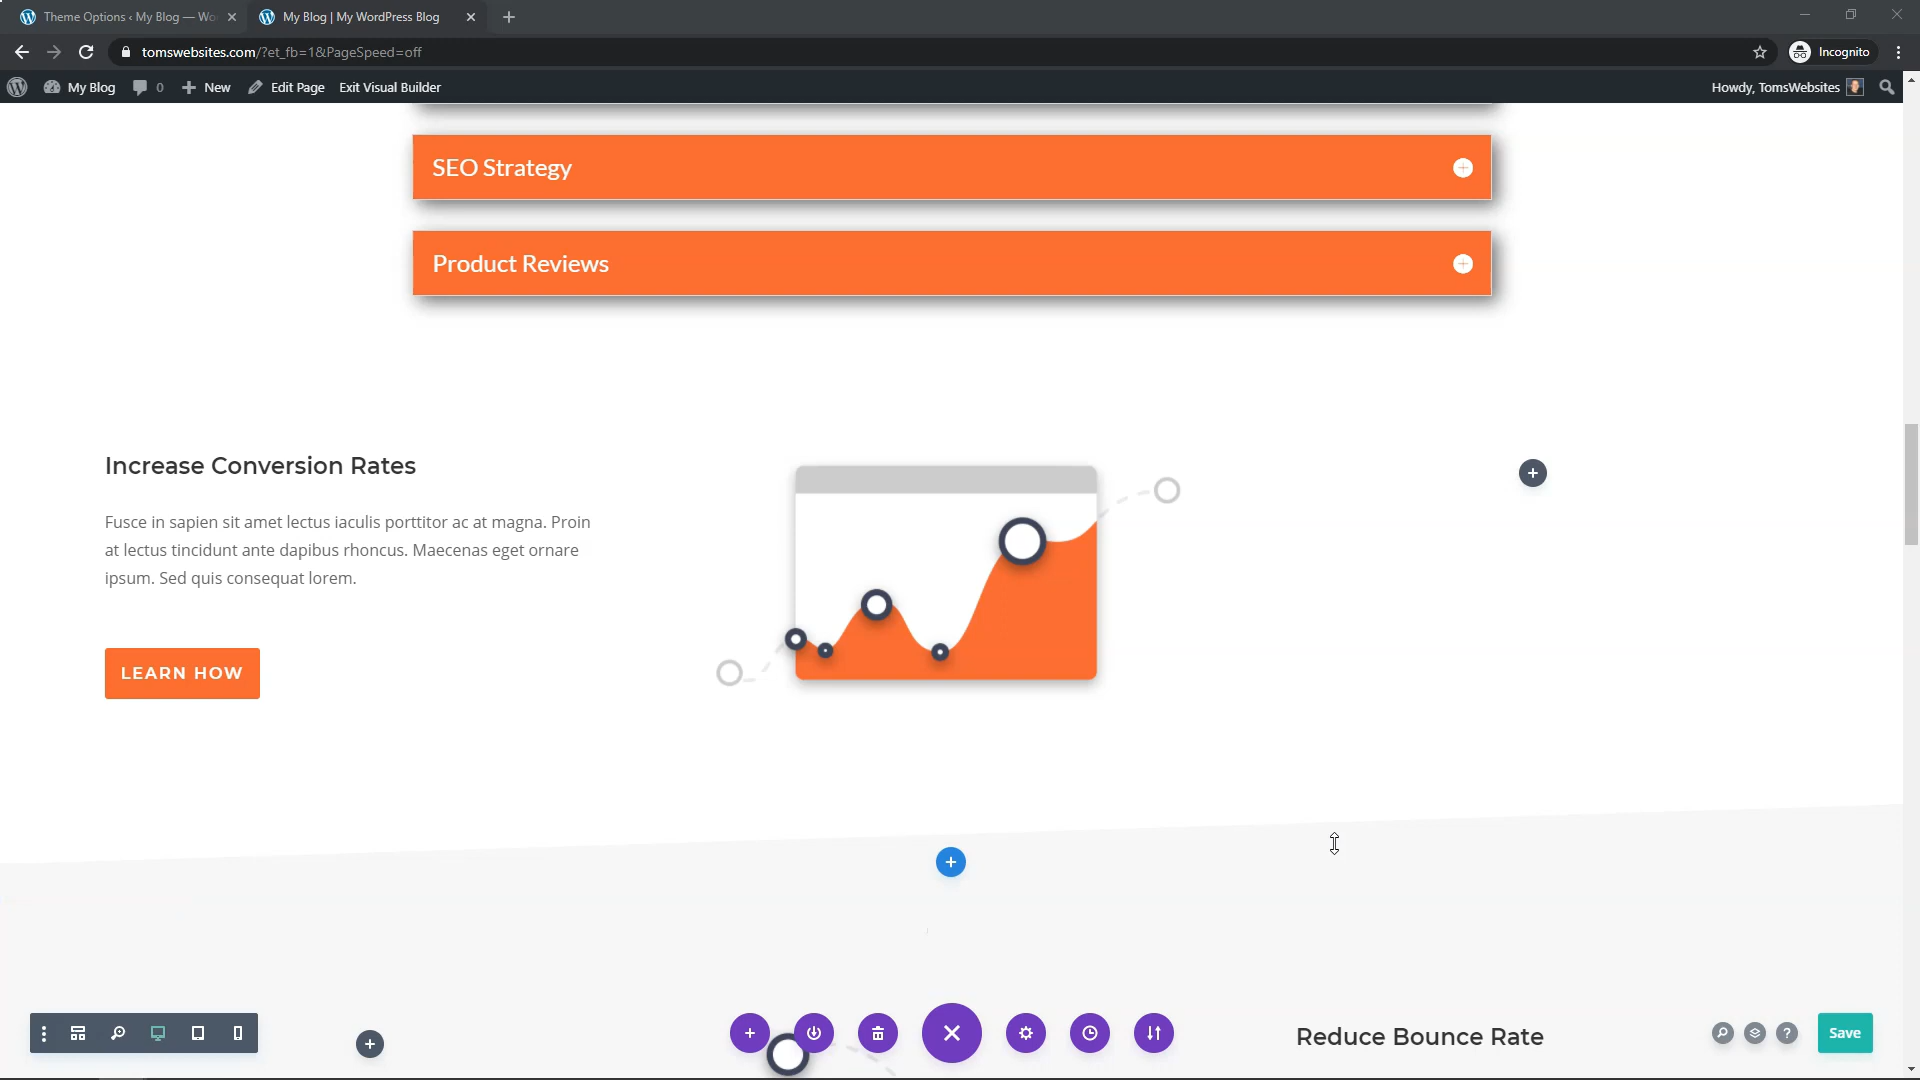 Theme Options ‹ My Blog — Wo
My Blog | My WordPress Blog
tomswebsites.com/?et_fb=1&PageSpeed=off
Incognito
My Blog
0
New
Edit Page
Exit Visual Builder
Howdy, TomsWebsites
SEO Strategy
Product Reviews
Increase Conversion Rates
Fusce in sapien sit amet lectus iaculis porttitor ac at magna. Proin
at lectus tincidunt ante dapibus rhoncus. Maecenas eget ornare
ipsum. Sed quis consequat lorem.
LEARN HOW
Reduce Bounce Rate
?
Save